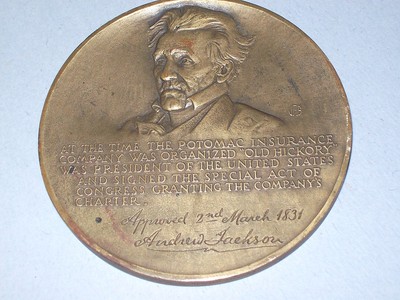 AT THE TIME THE POTOMAC INSURANCE
COMPANY WAS ORGANIZED "OLD HICKORY"
WAS PRESIDENT OF THE UNITED STATES
AND SIGNED THE SPECIAL ACT OF
CONGRESS GRANTING THE COMPANY'S
CHARTER.
Approved 2nd March 1831
Andrew Jackson